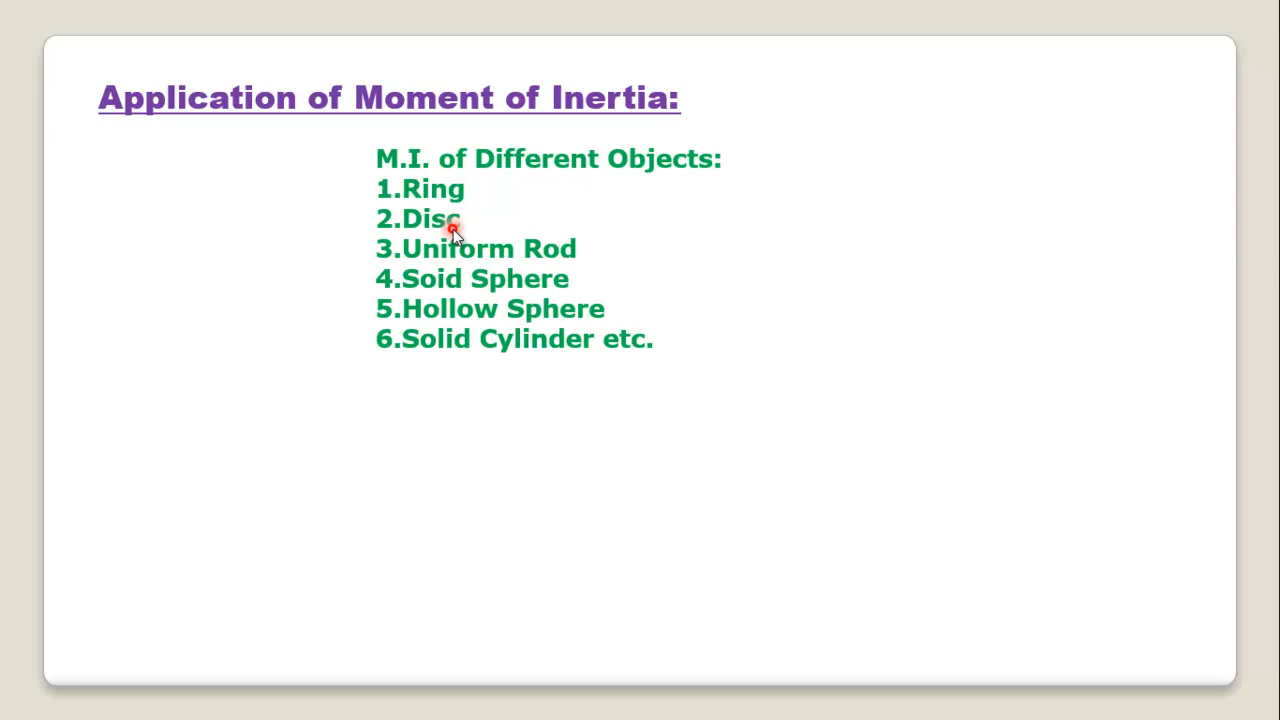 Application of Moment of Inertia:
M.I. of Different Objects:
1.Ring
2.Disc
3.Uniform Rod
4.Soid Sphere
5.Hollow Sphere
6.Solid Cylinder etc.